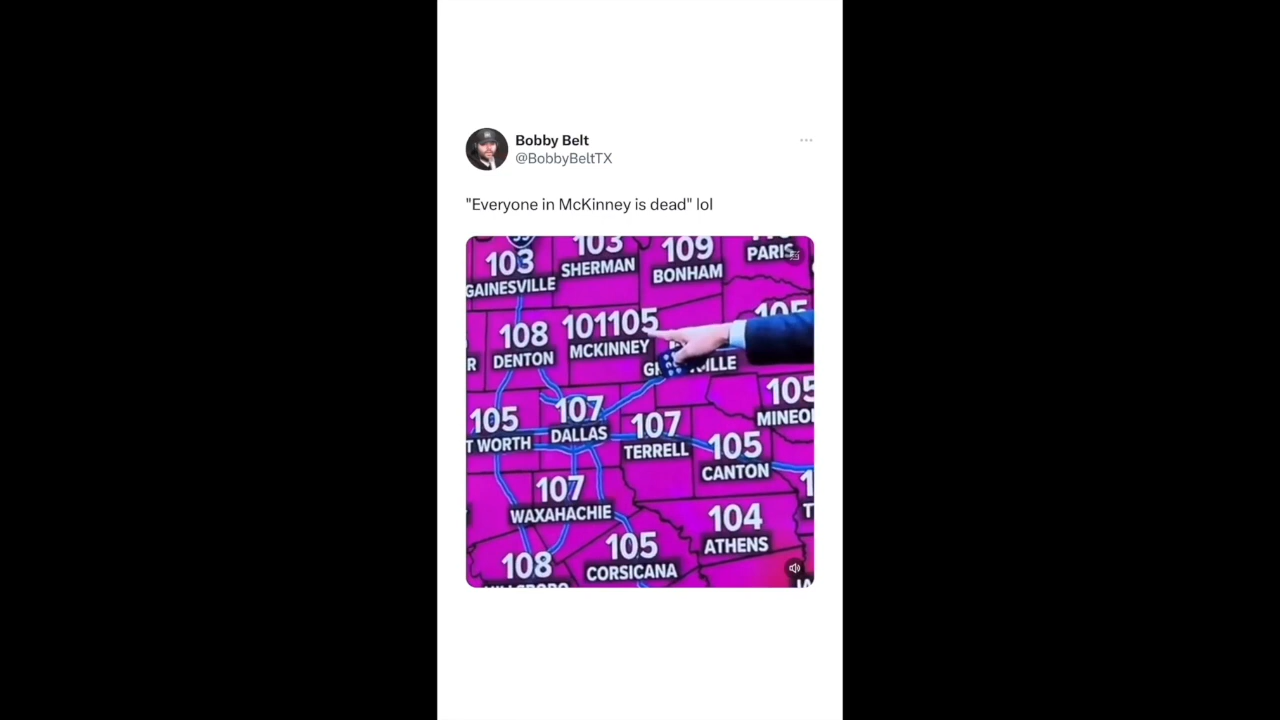 Bobby Belt
@BobbyBeltTX
"Everyone in McKinney is dead" lol
103
SHERMAN
109
BONHAM
PARIS
103
GAINESVILLE
101105
MCKINNEY
105
108
DENTON
105
MINEO
107
DALLAS
107
TERRELL
105
T WORTH
105
CANTON
107
WAXAHACHIE
104
ATHENS
105
CORSICANA
108